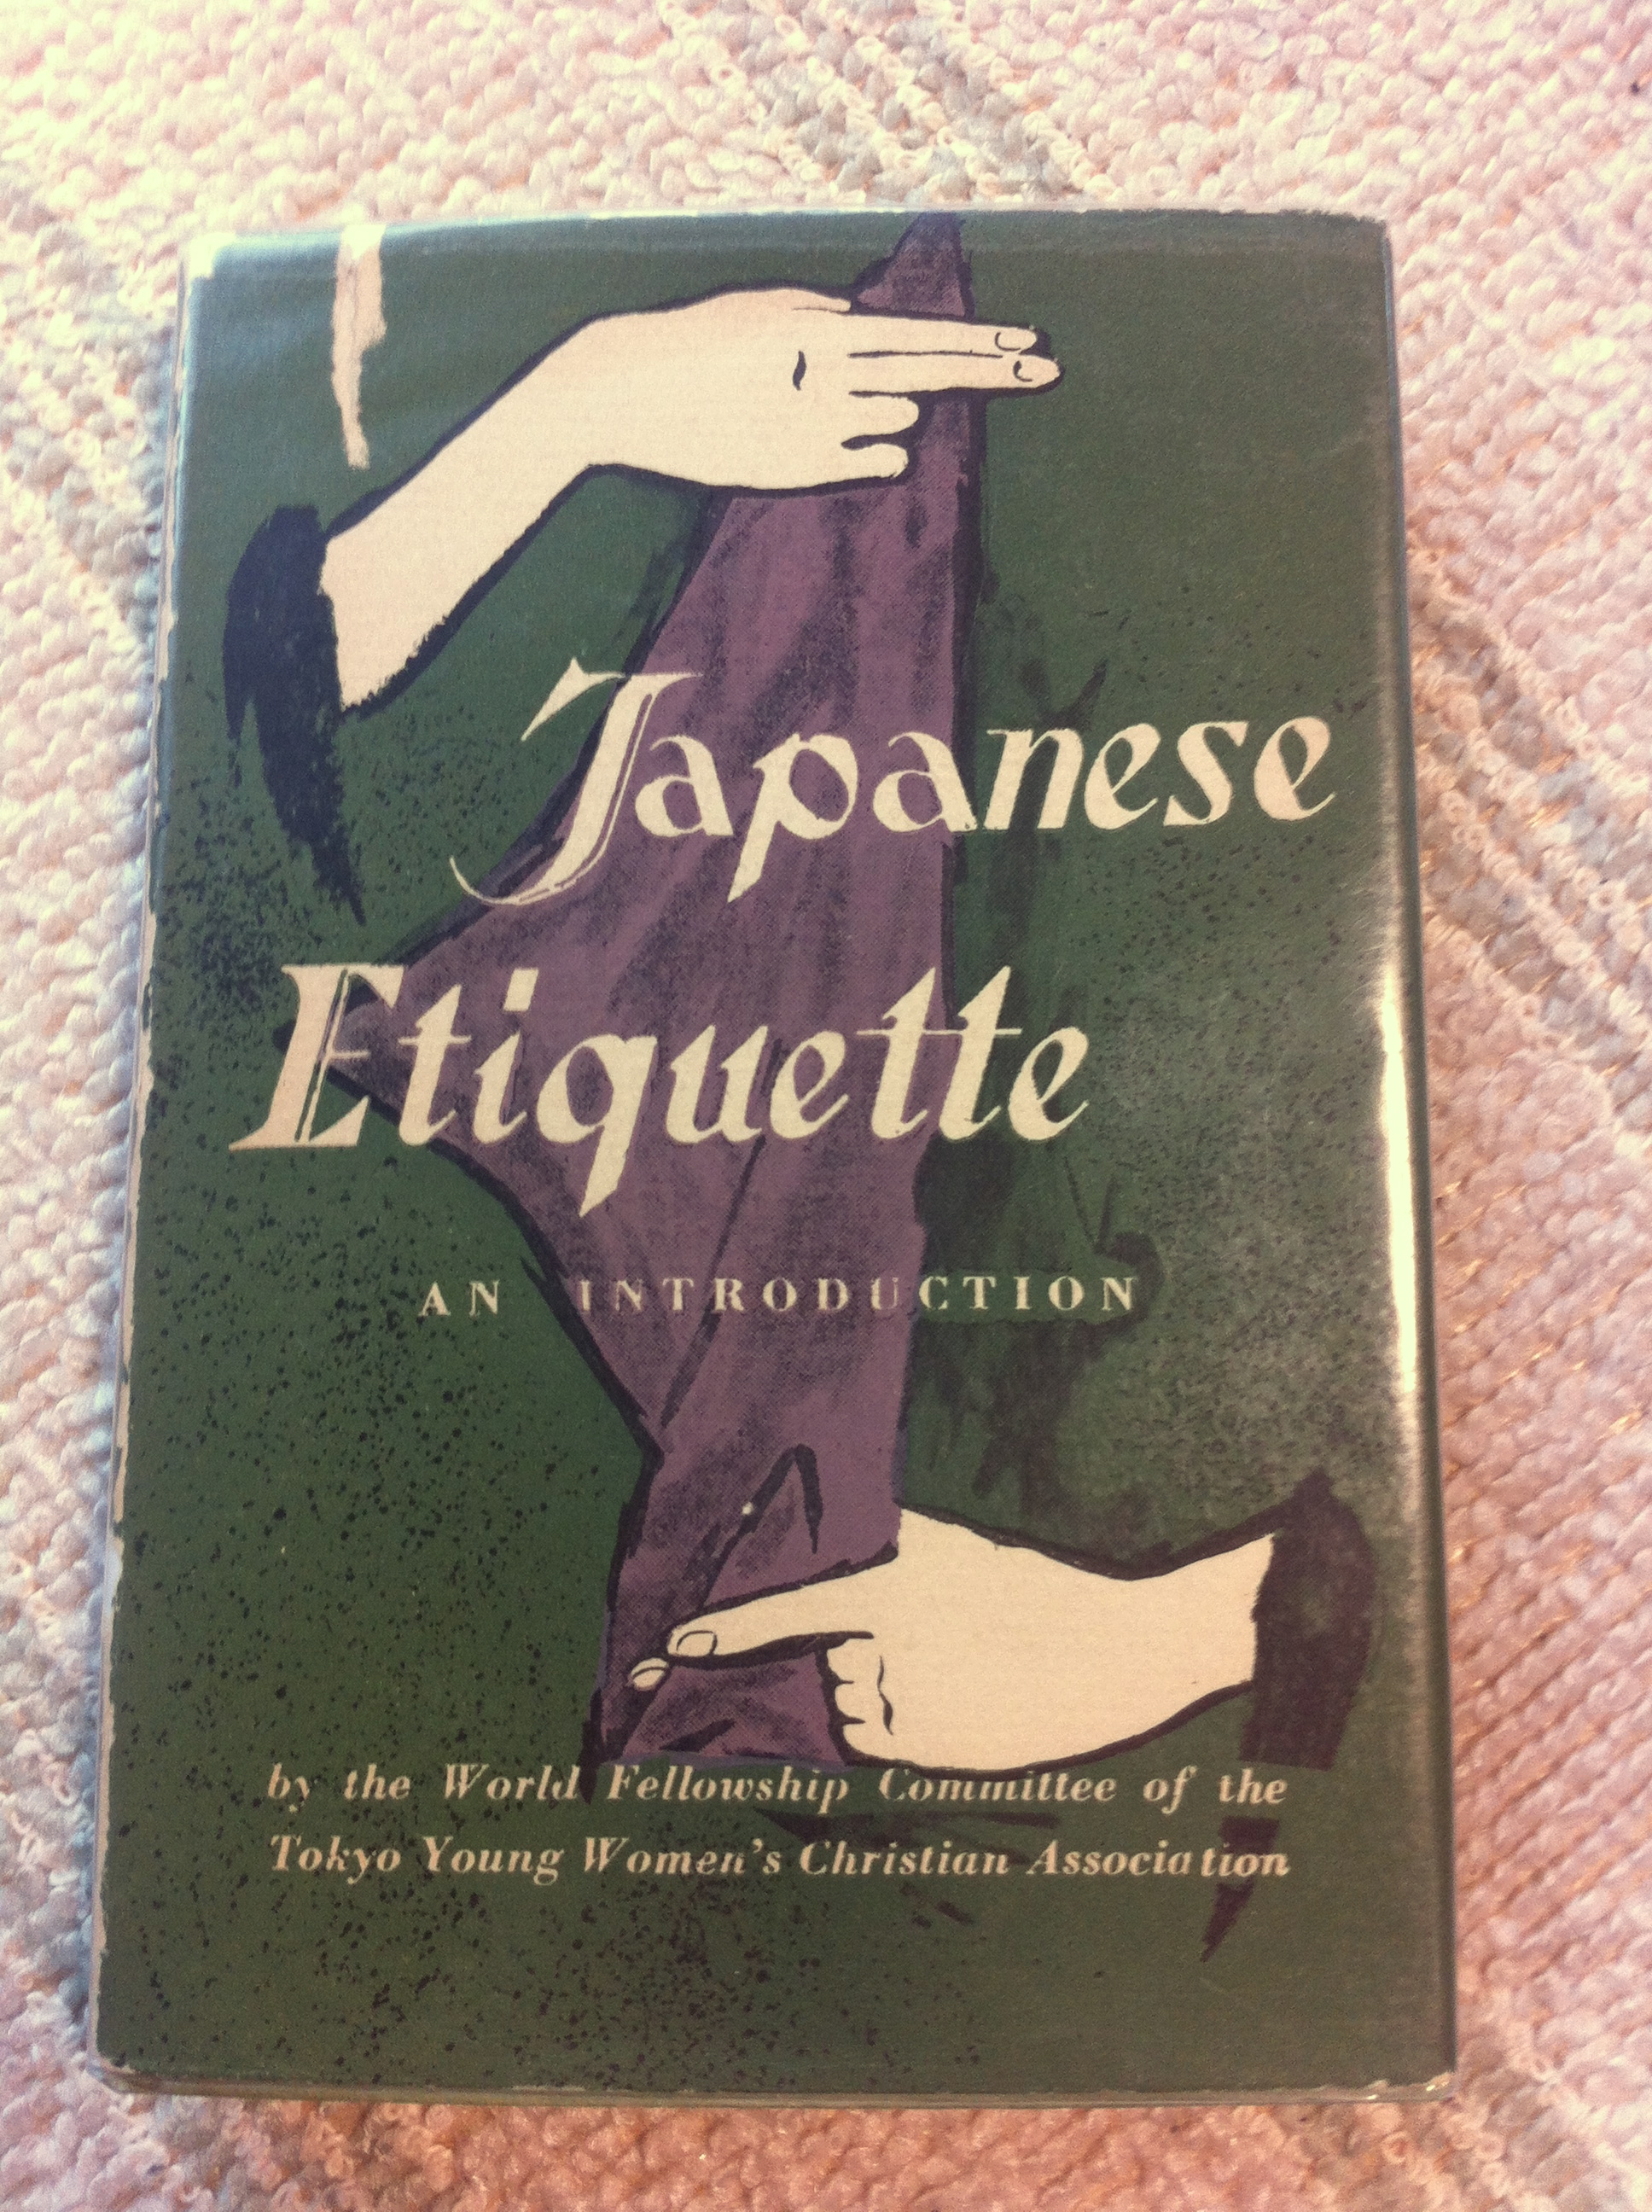 Japanese
Etiquette
AN INTRODUCTION
by the World Fellowship Committee of the
Tokyo Young Women's Christian Association